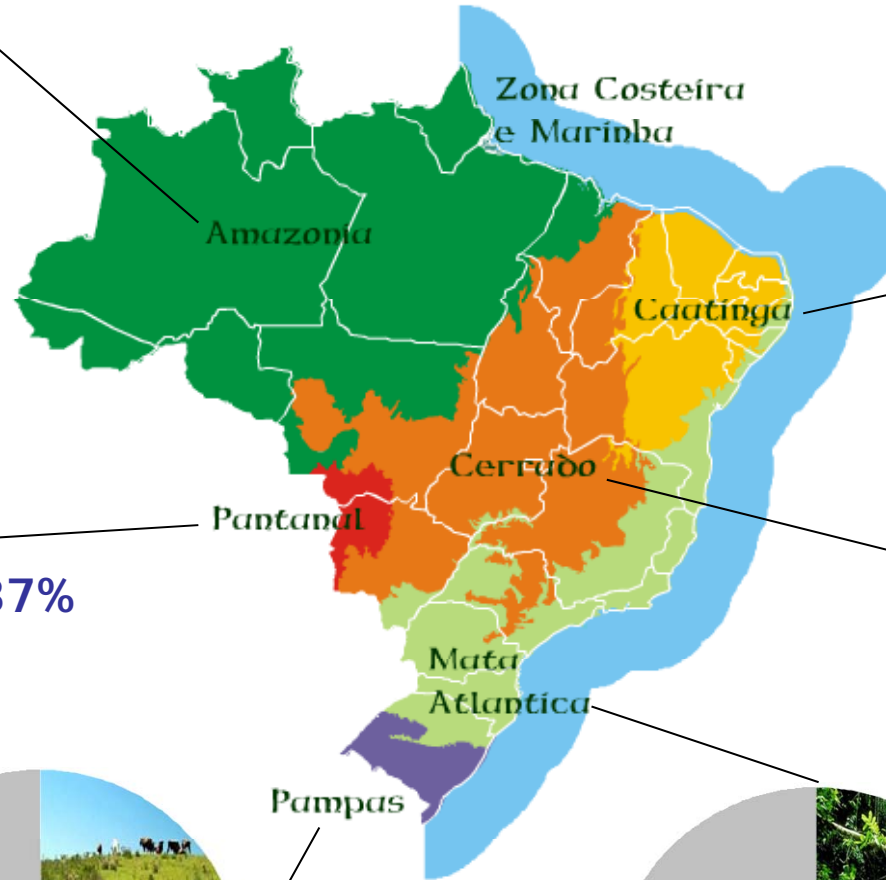 Zona Costeira
e Marinha
Amazonia
Caatinga
Cerrado
Pantanal
37%
Mata
Atlantica
Pampas